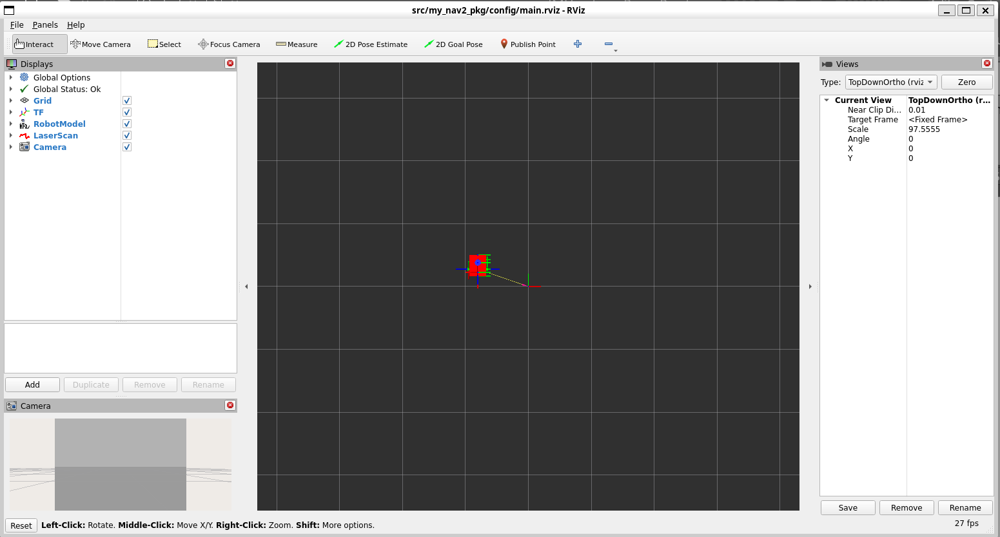 src/my_nav2_pkg/config/main.rviz - RViz
File Panels Help
Interact Move Camera Select Focus Camera Measure 2D Pose Estimate 2D Goal Pose Publish Point
Displays
Global Options
Global Status: Ok
Grid
TF
RobotModel
LaserScan
Camera
Add Duplicate Remove Rename
Camera
Views
Type: TopDownOrtho (rviz Zero
Current View TopDownOrtho (r...
Near Clip Di... 0.01
Target Frame <Fixed Frame>
Scale 97.5555
Angle 0
X 0
Y 0
Save Remove Rename
Reset Left-Click: Rotate. Middle-Click: Move X/Y. Right-Click: Zoom. Shift: More options.
27 fps